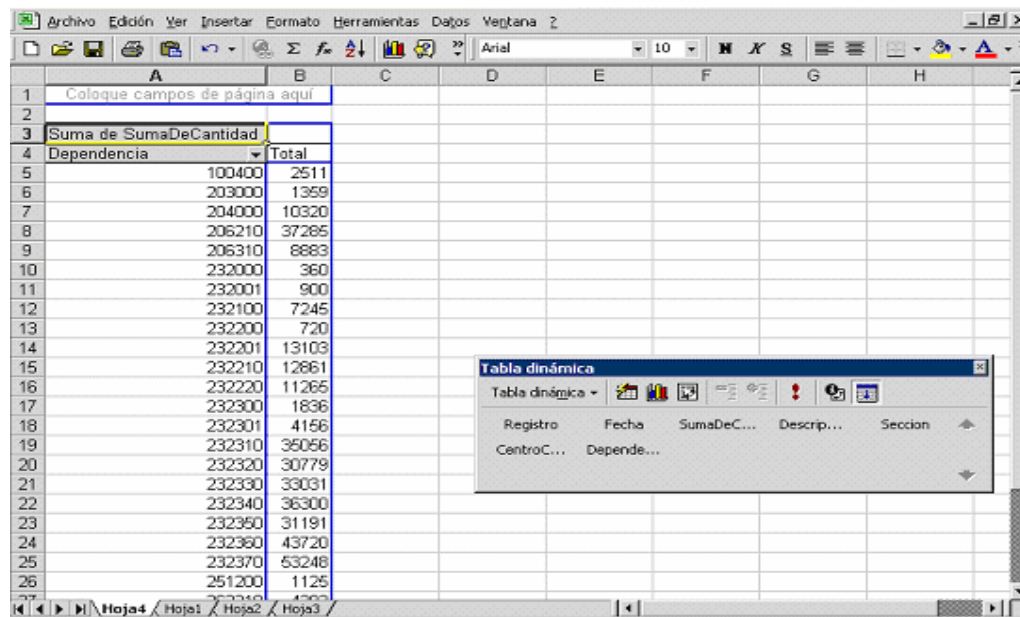 Archivo Edición Ver Insertar Formato Herramientas Datos Ventana ?
Arial 10 N K S
A B C D E F G H
1 Coloque campos de página aquí
2
3 Suma de SumaDeCantidad
4 Dependencia Total
5 100400 2511
6 203000 1359
7 204000 10320
8 206210 37285
9 206310 8883
10 232000 360
11 232001 900
12 232100 7245
13 232200 720
14 232201 13103
15 232210 12861
16 232220 11265
17 232300 1836
18 232301 4156
19 232310 35056
20 232320 30779
21 232330 33031
22 232340 36300
23 232350 31191
24 232360 43720
25 232370 53248
26 251200 1125
Tabla dinámica
Tabla dinámica
Registro Fecha SumaDeC... Descrip... Seccion
CentroC... Depende...
Hoja4 Hoja1 Hoja2 Hoja3